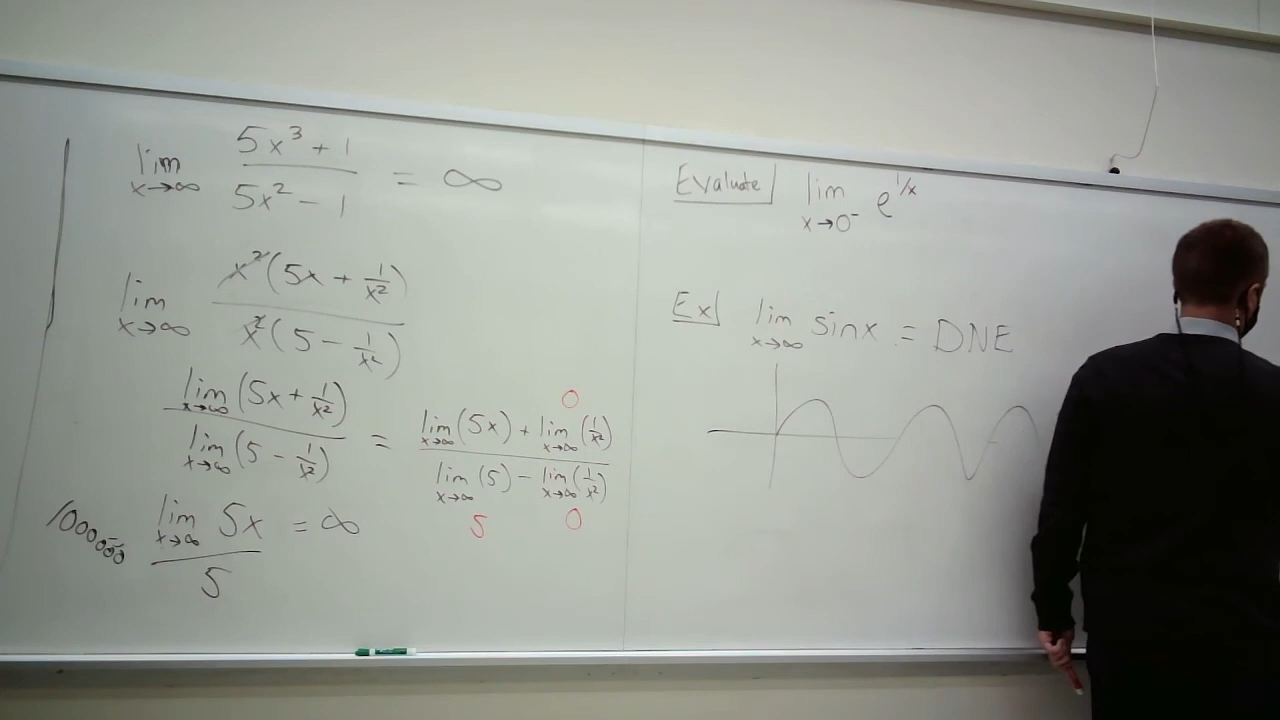 lim x→∞ 5x³ + 1 / 5x² − 1 = ∞
lim x→∞ x²(5x + 1/x²) / x²(5 − 1/x²)
lim x→∞ (5x + 1/x²) / lim x→∞ (5 − 1/x²) = lim x→∞ (5x) + lim x→∞ (1/x²) / lim x→∞ (5) − lim x→∞ (1/x²)
0
5 0
1000000 lim x→∞ 5x / 5 = ∞
Evaluate lim x→0⁻ e^1/x
Ex lim x→∞ sinx = DNE